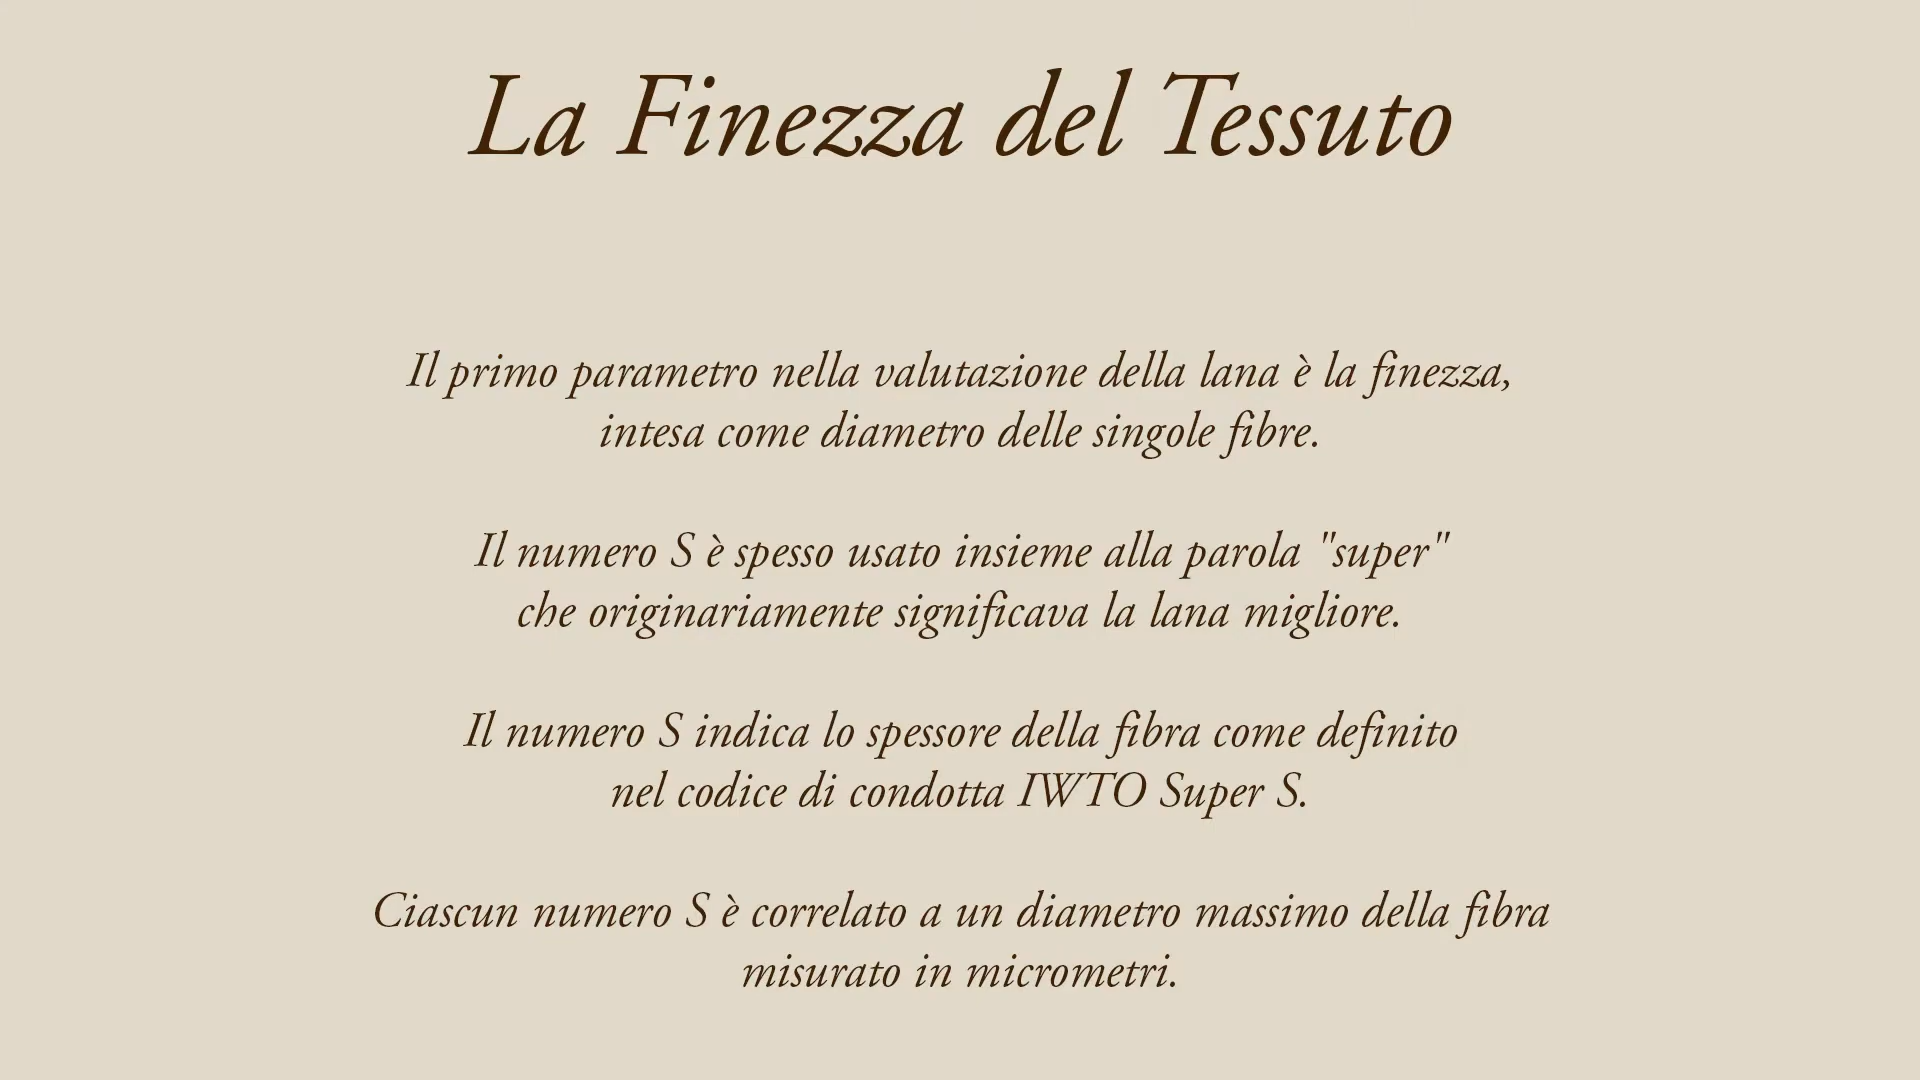 La Finezza del Tessuto
Il primo parametro nella valutazione della lana è la finezza,
intesa come diametro delle singole fibre.
Il numero S è spesso usato insieme alla parola "super"
che originariamente significava la lana migliore.
Il numero S indica lo spessore della fibra come definito
nel codice di condotta IWTO Super S.
Ciascun numero S è correlato a un diametro massimo della fibra
misurato in micrometri.